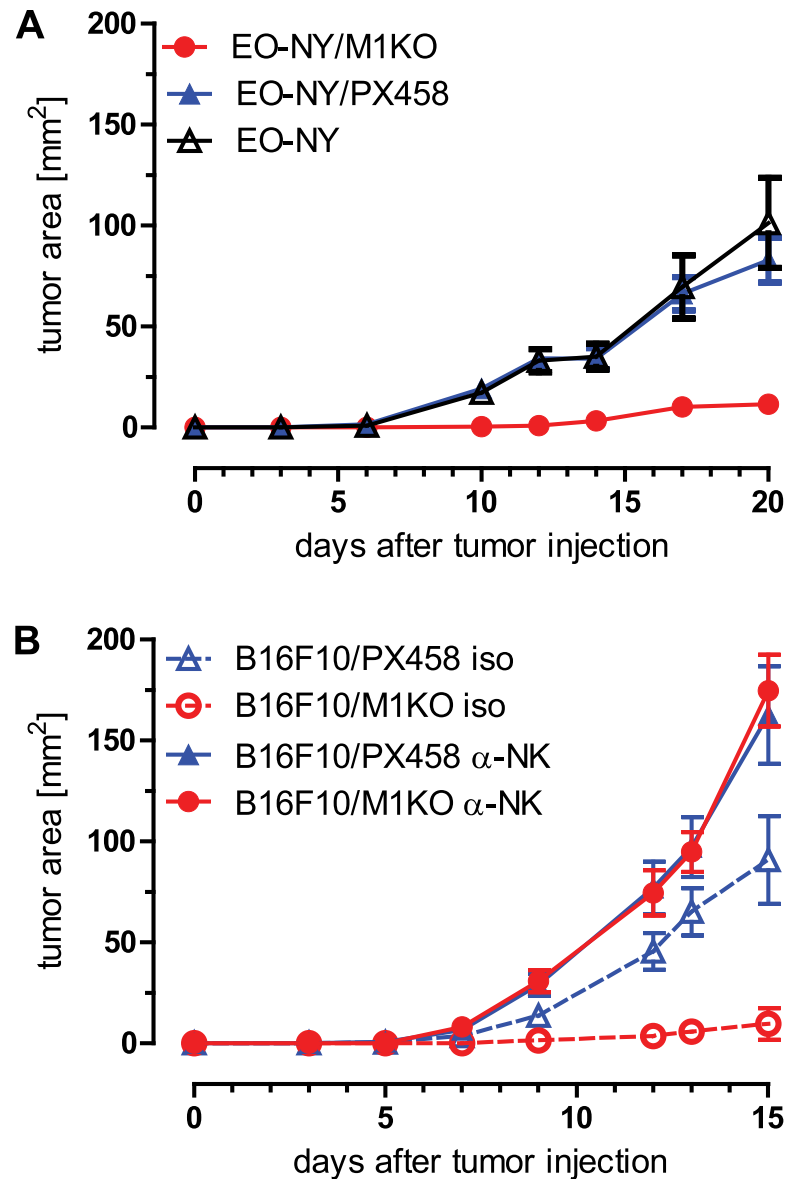 A
200
150
100
50
0
tumor area [mm²]
EO-NY/M1KO
EO-NY/PX458
EO-NY
0 5 10 15 20
days after tumor injection
B
200
150
100
50
0
tumor area [mm²]
B16F10/PX458 iso
B16F10/M1KO iso
B16F10/PX458 α-NK
B16F10/M1KO α-NK
0 5 10 15
days after tumor injection